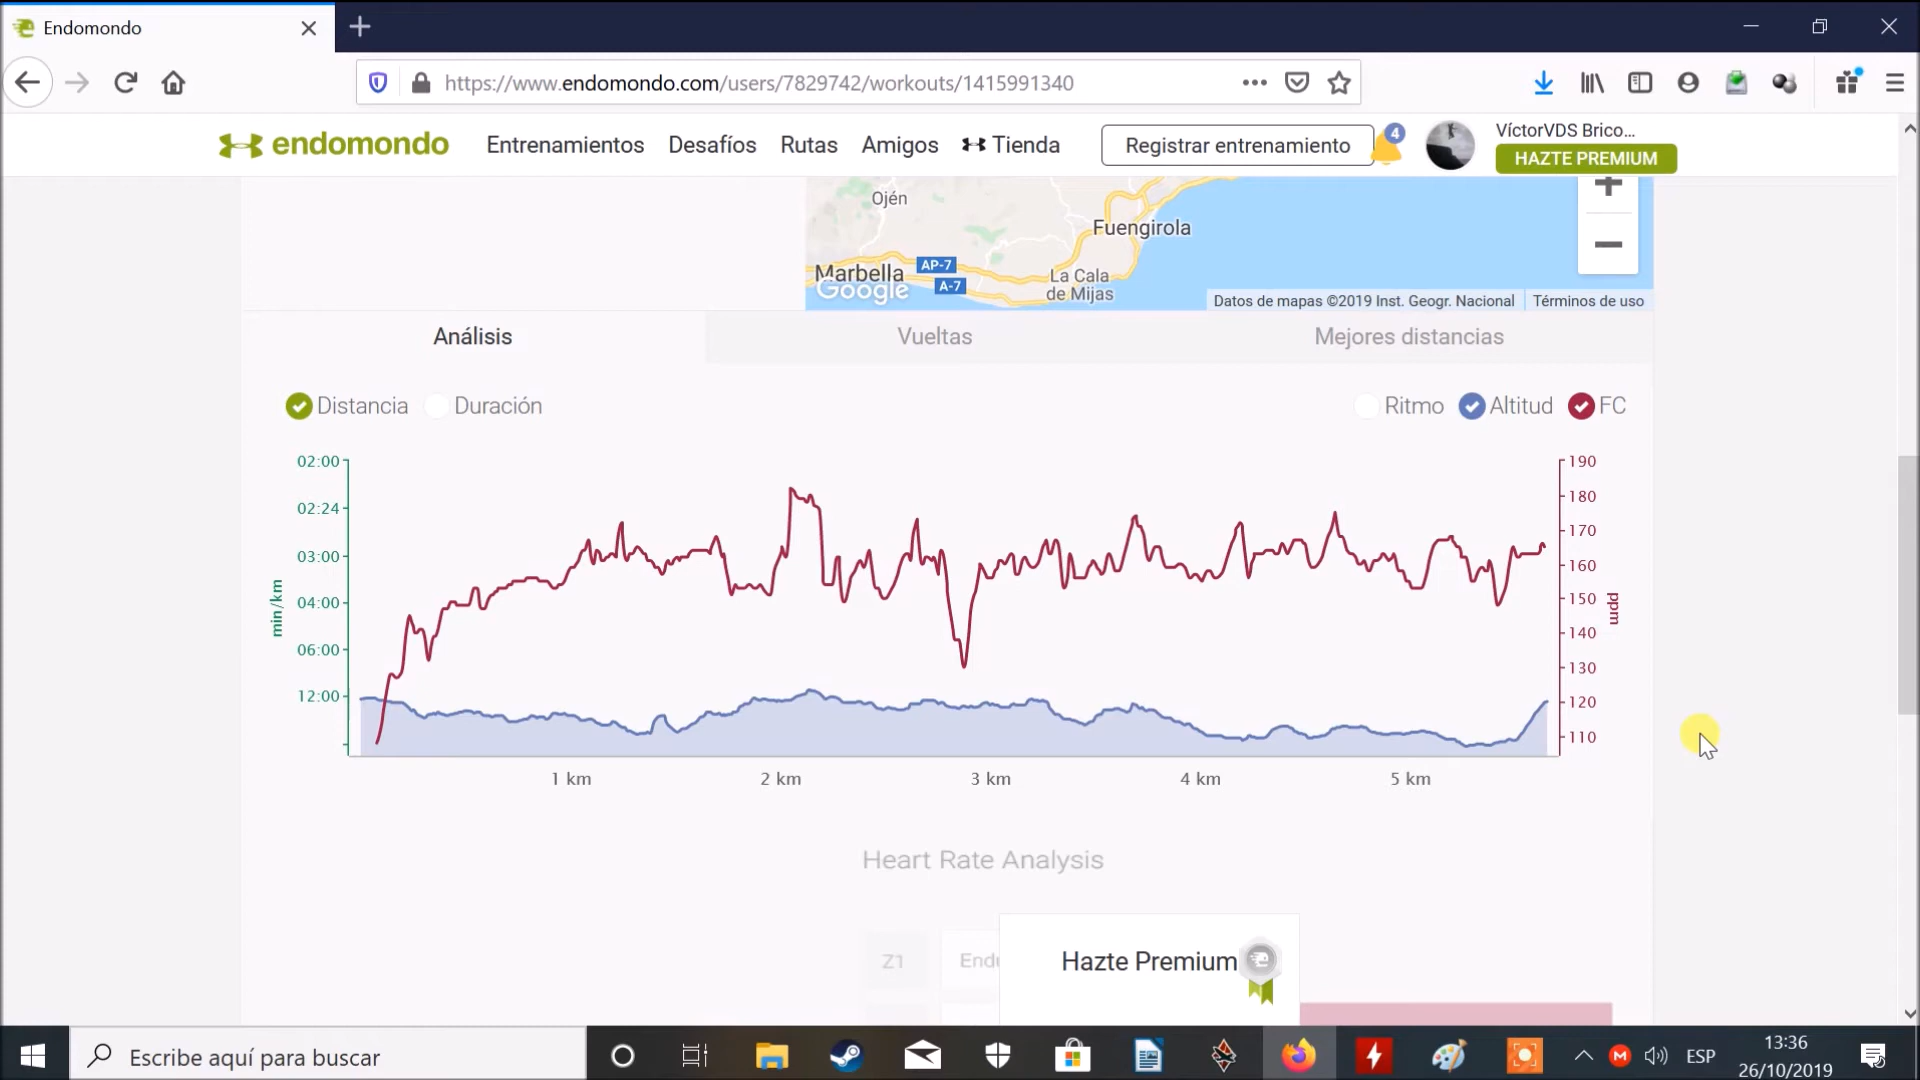 Endomondo
https://www.endomondo.com/users/7829742/workouts/1415991340
endomondo
Entrenamientos
Desafíos
Rutas
Amigos
Tienda
Registrar entrenamiento
4
VíctorVDS Brico...
HAZTE PREMIUM
Ojén
Fuengirola
Marbella
AP-7
A-7
La Cala
de Mijas
Google
Datos de mapas ©2019 Inst. Geogr. Nacional
Términos de uso
Análisis
Vueltas
Mejores distancias
Distancia
Duración
Ritmo
Altitud
FC
02:00
02:24
03:00
04:00
06:00
12:00
min/km
190
180
170
160
150
140
130
120
110
ppm
1 km
2 km
3 km
4 km
5 km
Heart Rate Analysis
Z1
Hazte Premium
Escribe aquí para buscar
ESP
13:36
26/10/2019